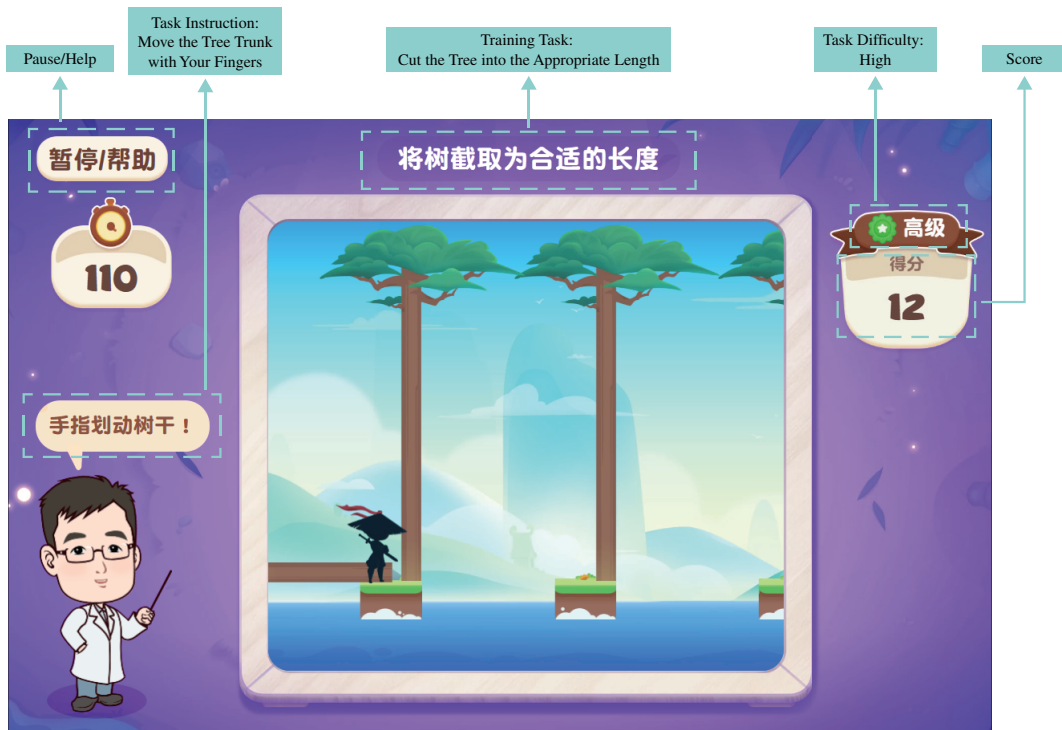 Task Instruction:
Move the Tree Trunk
with Your Fingers
Pause/Help
Training Task:
Cut the Tree into the Appropriate Length
Task Difficulty:
High
Score
暂停/帮助
将树截取为合适的长度
高级
得分
12
110
手指划动树干！